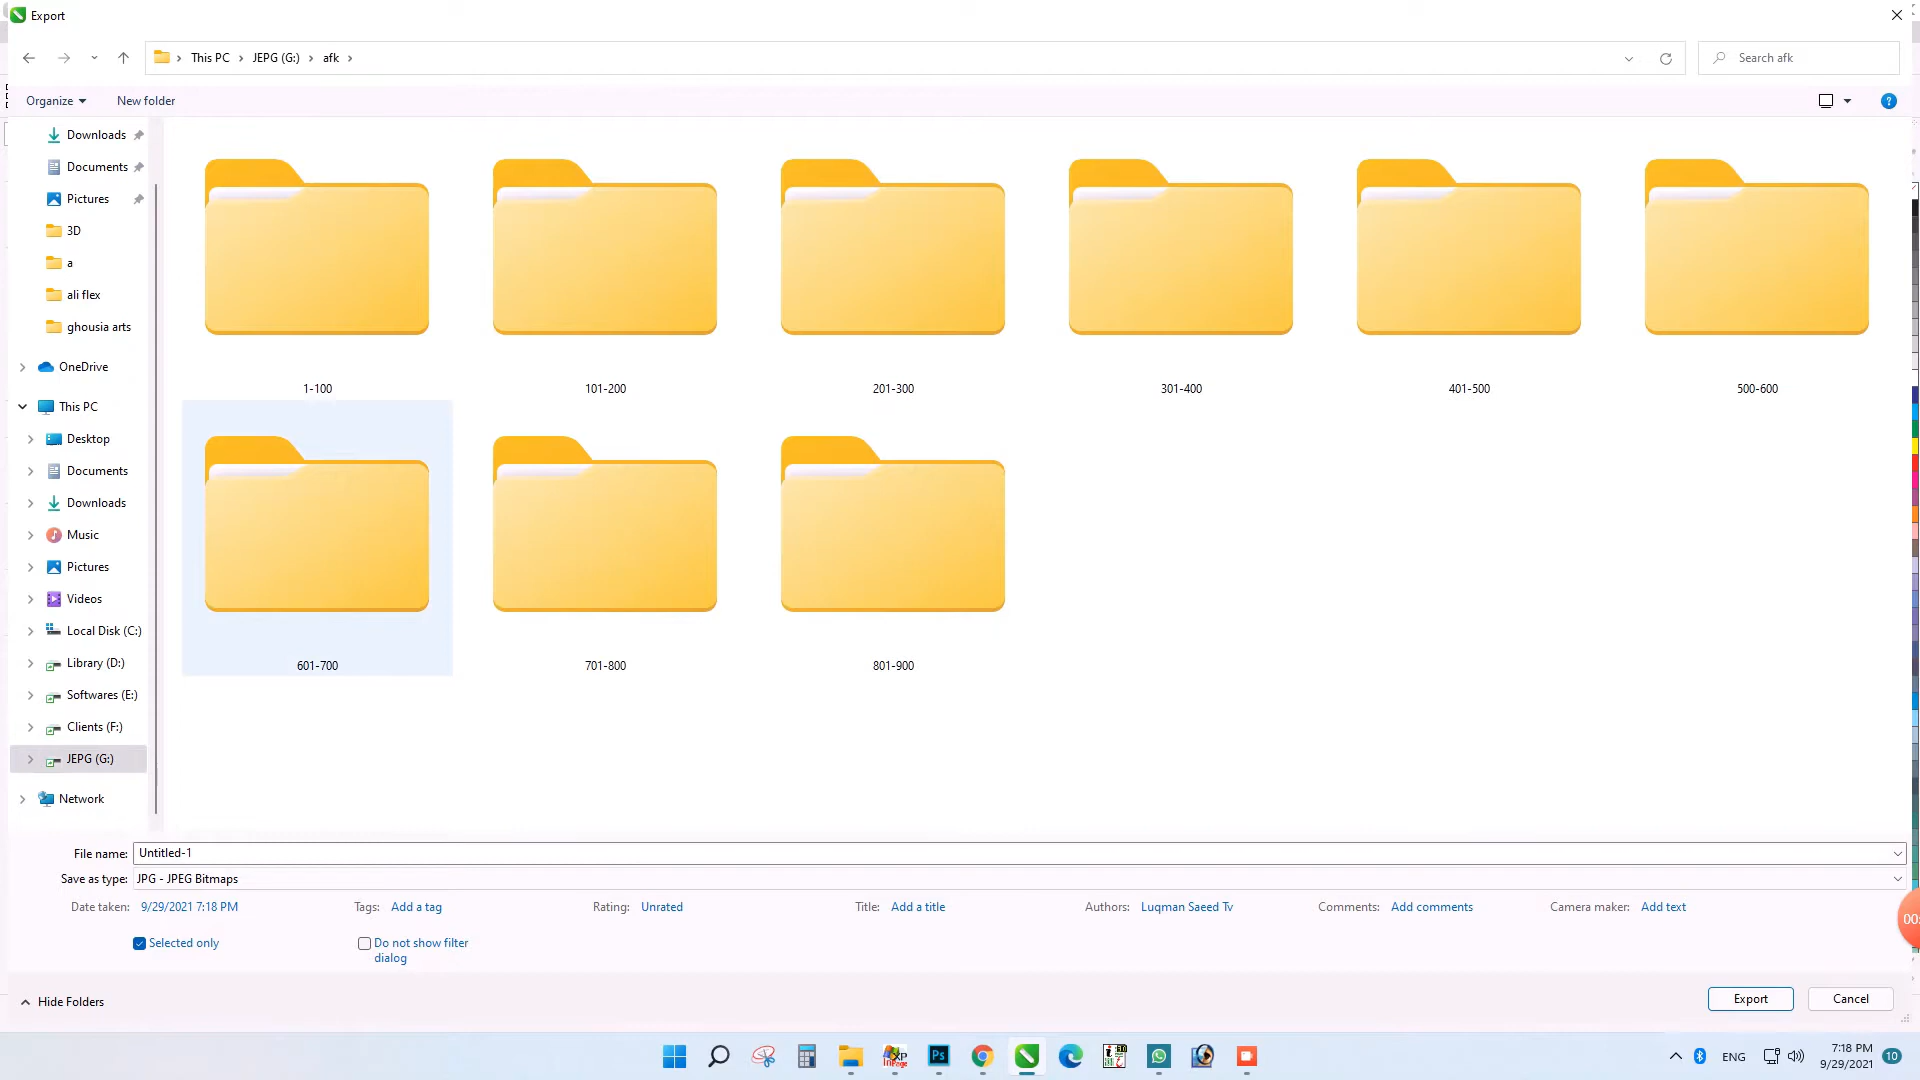 Export
This PC > JEPG (G:) > afk >
Search afk
Organize
New folder
Downloads
Documents
Pictures
3D
a
ali flex
ghousia arts
OneDrive
This PC
Desktop
Documents
Downloads
Music
Pictures
Videos
Local Disk (C:)
Library (D:)
Softwares (E:)
Clients (F:)
JEPG (G:)
Network
1-100
101-200
201-300
301-400
401-500
500-600
601-700
701-800
801-900
File name: Untitled-1
Save as type: JPG - JPEG Bitmaps
Date taken: 9/29/2021 7:18 PM
Tags: Add a tag
Rating: Unrated
Title: Add a title
Authors: Luqman Saeed Tv
Comments: Add comments
Camera maker: Add text
Selected only
Do not show filter
dialog
Hide Folders
Export
Cancel
00:
Ps
XP
InPage
ENG
7:18 PM
9/29/2021
10